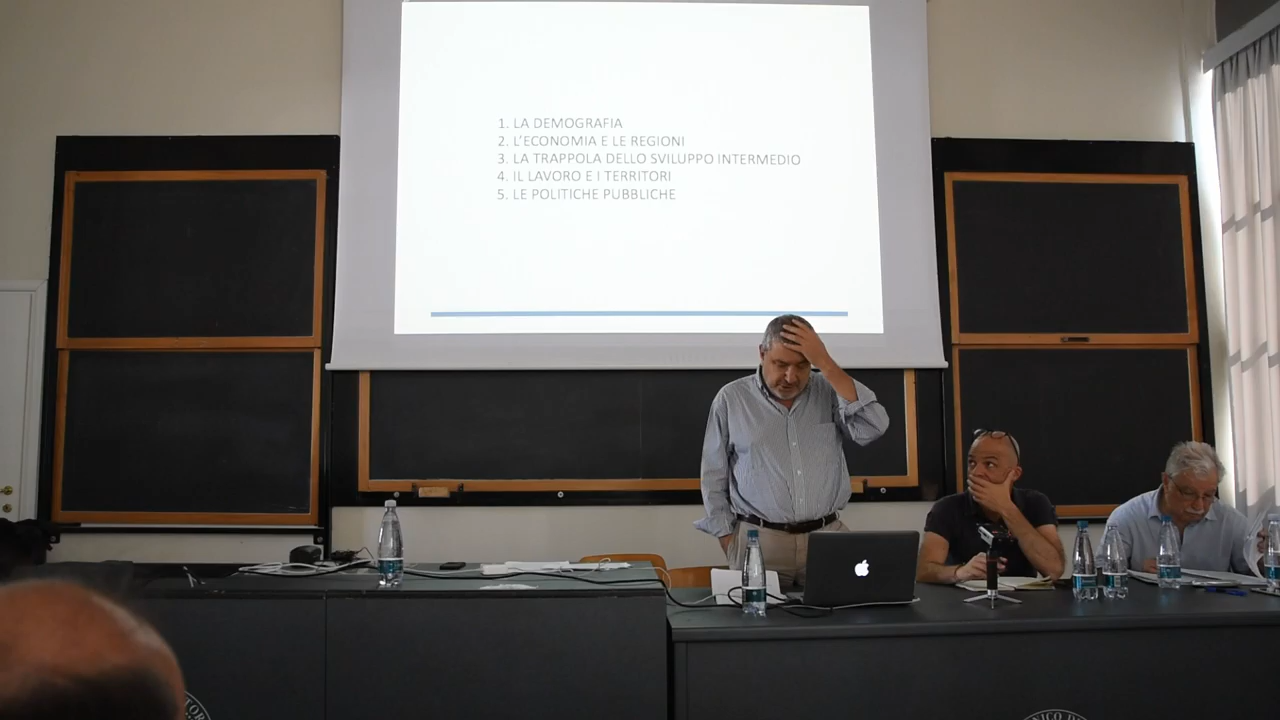 1. LA DEMOGRAFIA
2. L'ECONOMIA E LE REGIONI
3. LA TRAPPOLA DELLO SVILUPPO INTERMEDIO
4. IL LAVORO E I TERRITORI
5. LE POLITICHE PUBBLICHE